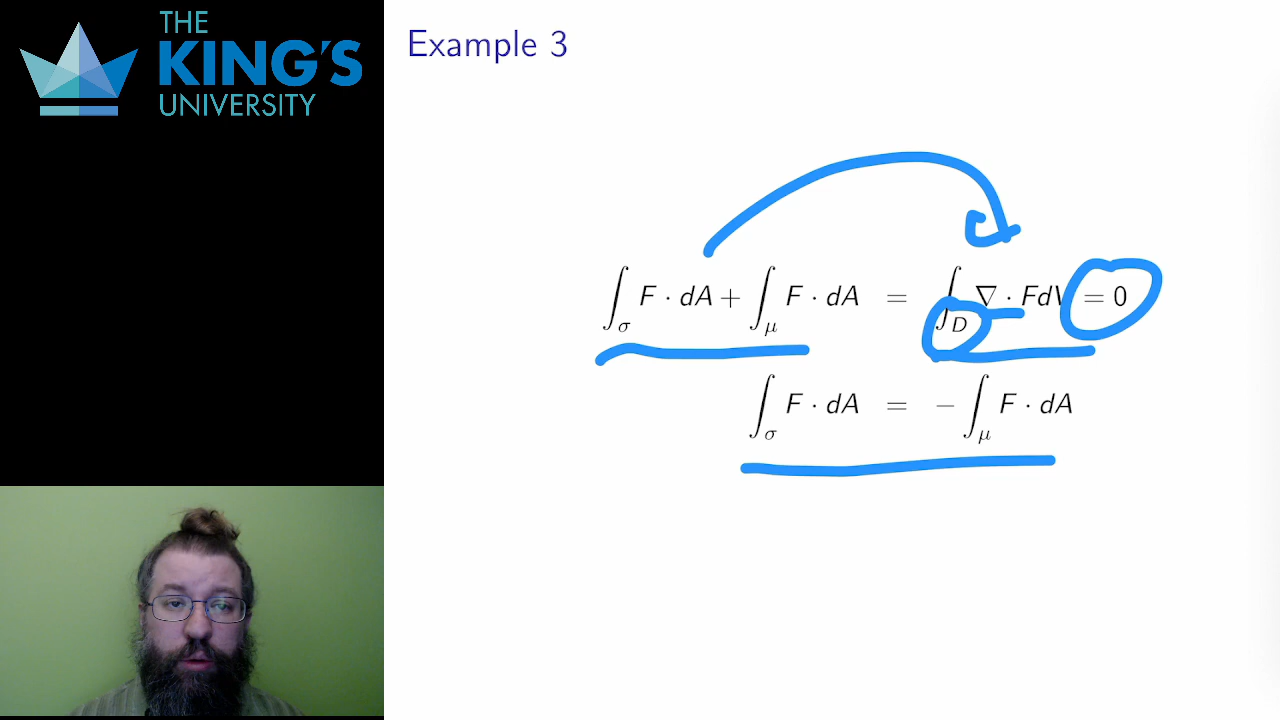 THE
KING'S
UNIVERSITY
Example 3
∫_σ F · dA + ∫_μ F · dA = ∫_D ∇ · FdV = 0
∫_σ F · dA = − ∫_μ F · dA